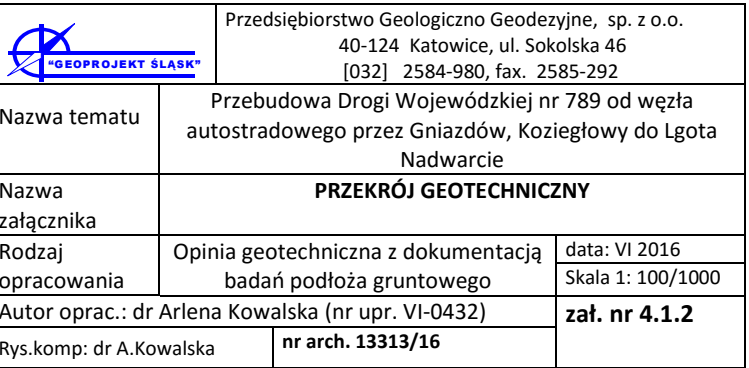 "GEOPROJEKT ŚLĄSK"
Przedsiębiorstwo Geologiczno Geodezyjne, sp. z o.o.
40-124 Katowice, ul. Sokolska 46
[032] 2584-980, fax. 2585-292
Nazwa tematu
Przebudowa Drogi Wojewódzkiej nr 789 od węzła
autostradowego przez Gniazdów, Koziegłowy do Lgota
Nadwarcie
Nazwa
załącznika
PRZEKRÓJ GEOTECHNICZNY
Rodzaj
opracowania
Opinia geotechniczna z dokumentacją
badań podłoża gruntowego
data: VI 2016
Skala 1: 100/1000
Autor oprac.: dr Arlena Kowalska (nr upr. VI-0432)
zał. nr 4.1.2
Rys.komp: dr A.Kowalska
nr arch. 13313/16